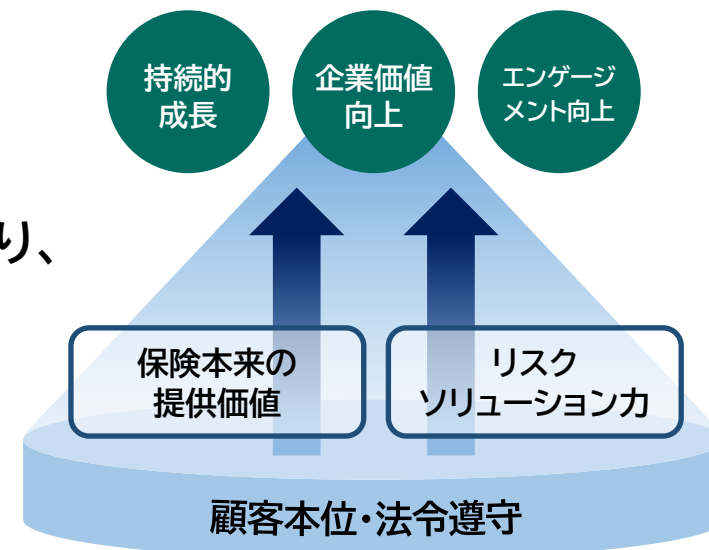 持続的
成長
企業価値
向上
エンゲージ
メント向上
り、
保険本来の
提供価値
リスク
ソリューション力
顧客本位・法令遵守